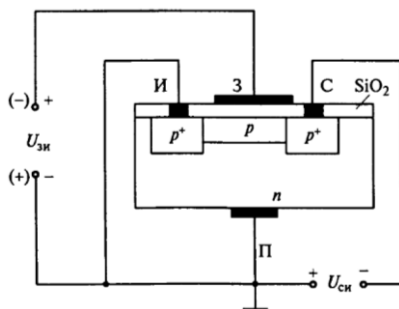 И З С SiO₂
(−) +
p⁺ p p⁺
Uзи
(+) −
n
П
+ Uси −